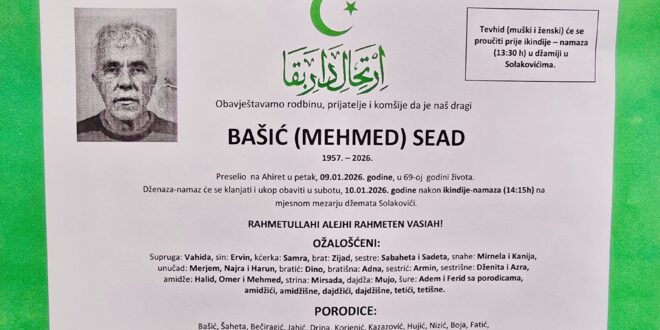 Tevhid (muški i ženski) će se
proučiti prije ikindije – namaza
(13:30 h) u džamiji u
Solakovićima.
Obavještavamo rodbinu, prijatelje i komšije da je naš dragi
BAŠIĆ (MEHMED) SEAD
1957. – 2026.
Preselio na Ahiret u petak, 09.01.2026. godine, u 69-oj godini života.
Dženaza-namaz će se klanjati i ukop obaviti u subotu, 10.01.2026. godine nakon ikindije-namaza (14:15h) na
mjesnom mezarju džemata Solakovići.
RAHMETULLAHI ALEJHI RAHMETEN VASIAH!
OŽALOŠĆENI:
Supruga: Vahida, sin: Ervin, kćerka: Samra, brat: Zijad, sestre: Sabaheta i Sadeta, snahe: Mirnela i Kanija,
unučad: Merjem, Najra i Harun, bratić: Dino, bratišna: Adna, sestrić: Armin, sestrišne: Dženita i Azra,
amidže: Halid, Omer i Mehmed, strina: Mirsada, dajdža: Mujo, šure: Adem i Ferid sa porodicama,
amidžići, amidžišne, dajdžići, dajdžišne, tetići, tetišne.
PORODICE:
Bašić, Šaheta, Bečiragić, Jahić, Drina, Korjenić, Kazazović, Hujić, Nizić, Boja, Fatić,